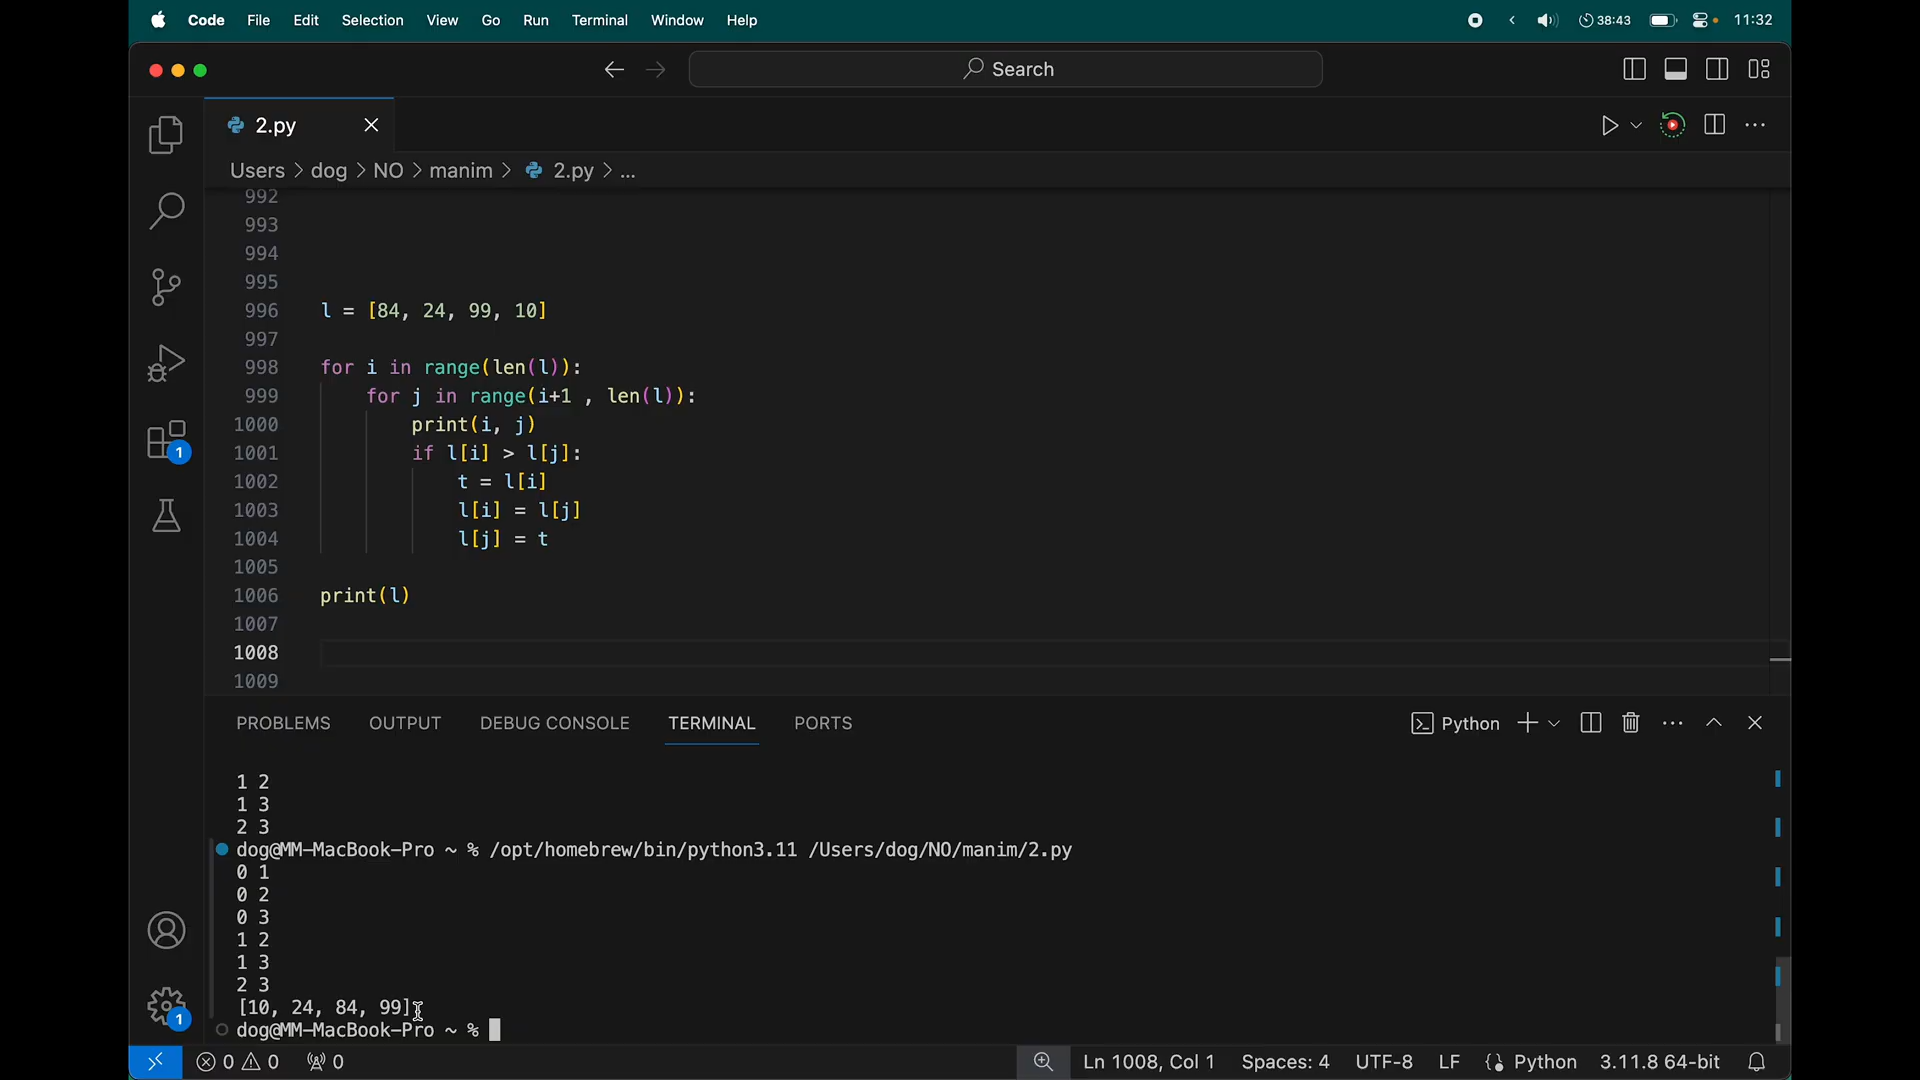 Code File Edit Selection View Go Run Terminal Window Help 38:43 11:32
Search
2.py
Users > dog > NO > manim > 2.py > ...
992
993
994
995
996 l = [84, 24, 99, 10]
997
998 for i in range(len(l)):
999 for j in range(i+1 , len(l)):
1000 print(i, j)
1001 if l[i] > l[j]:
1002 t = l[i]
1003 l[i] = l[j]
1004 l[j] = t
1005
1006 print(l)
1007
1008
1009
PROBLEMS OUTPUT DEBUG CONSOLE TERMINAL PORTS Python
1 2
1 3
2 3
dog@MM-MacBook-Pro ~ % /opt/homebrew/bin/python3.11 /Users/dog/NO/manim/2.py
0 1
0 2
0 3
1 2
1 3
2 3
[10, 24, 84, 99]
dog@MM-MacBook-Pro ~ %
1
1
0 0 0 Ln 1008, Col 1 Spaces: 4 UTF-8 LF Python 3.11.8 64-bit